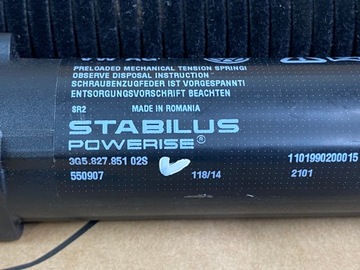 PRELOADED MECHANICAL TENSION SPRING!
OBSERVE DISPOSAL INSTRUCTION
SCHRAUBENZUGFEDER IST VORGESPANNT!
ENTSORGUNGSVORSCHRIFT BEACHTEN
SR2 MADE IN ROMANIA
STABILUS
POWERISE®
3G5.827.851 02S 1101990200015
550907 118/14 2101